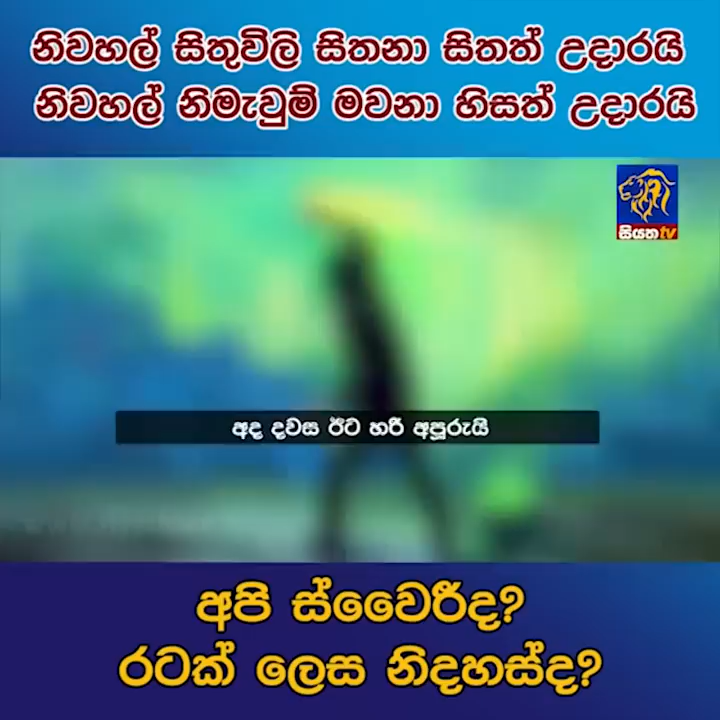 නිවහල් සිතුවිලි සිතනා සිතත් උදාරයි
නිවහල් නිමැවුම් මවනා හිසත් උදාරයි
සියත tv
අද දවස ඊට හරි අපූරුයි
අපි ස්වෛරීද?
රටක් ලෙස නිදහස්ද?